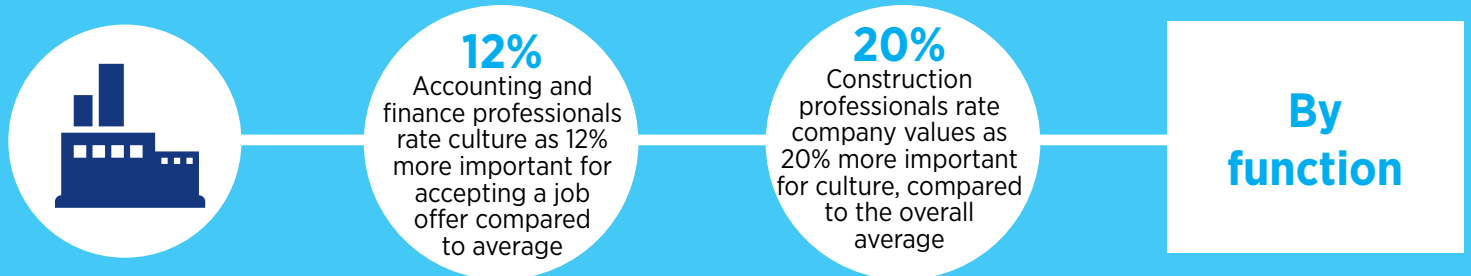 12%
Accounting and
finance professionals
rate culture as 12%
more important for
accepting a job
offer compared
to average
20%
Construction
professionals rate
company values as
20% more important
for culture, compared
to the overall
average
By
function